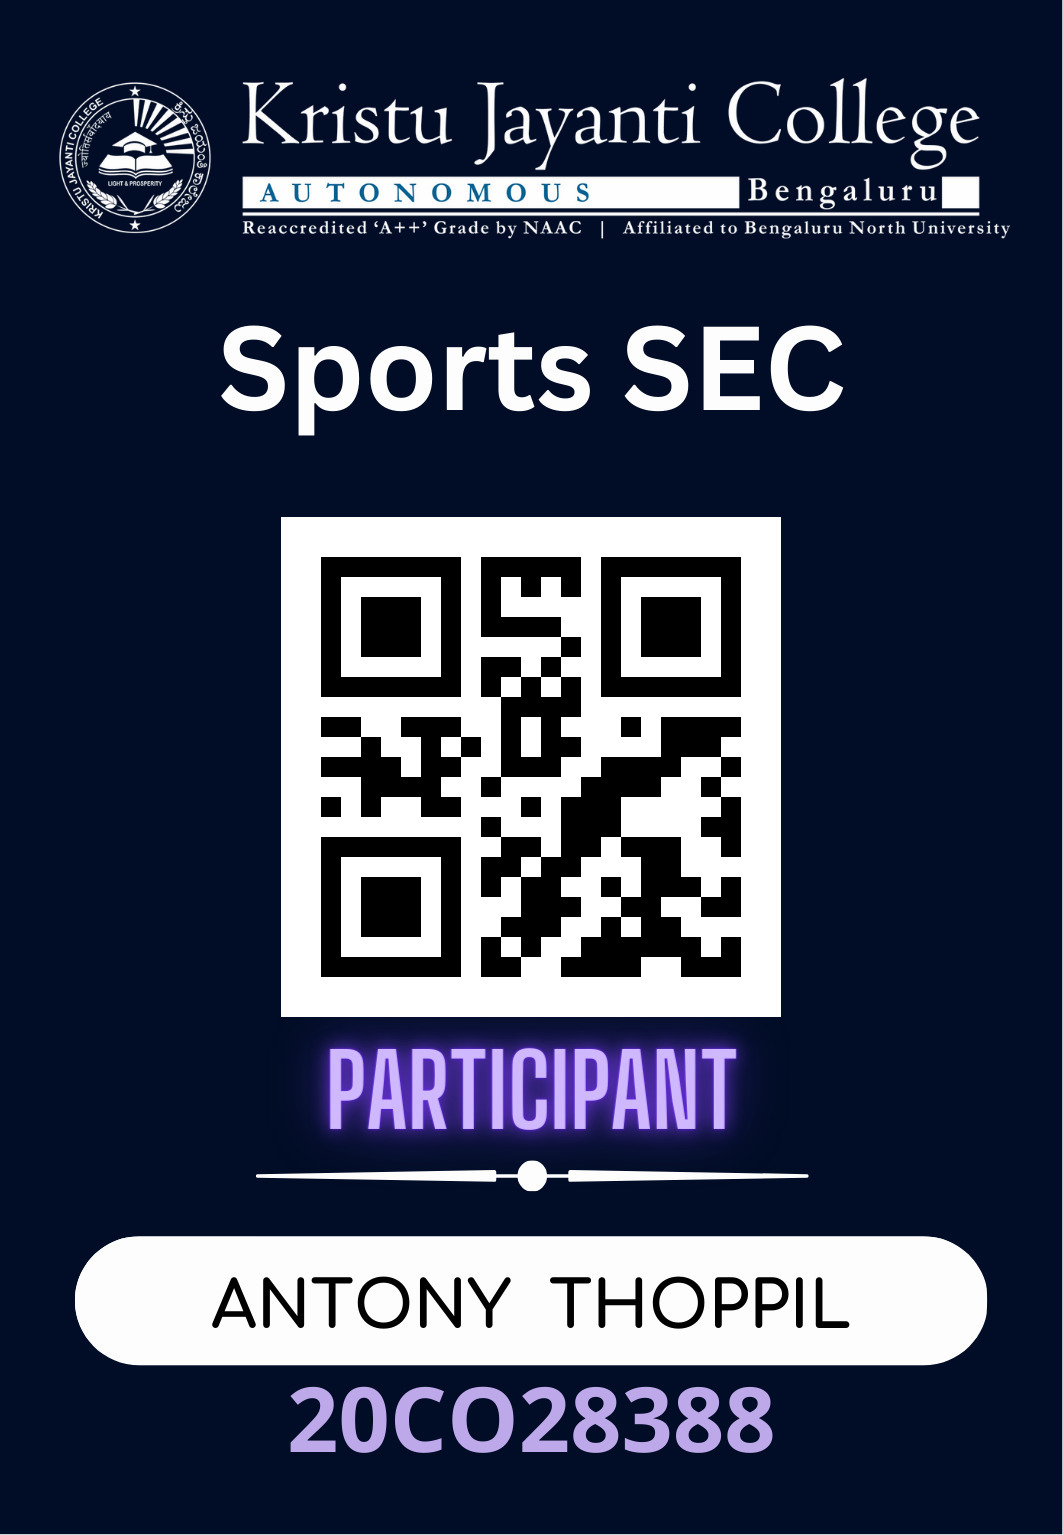 Kristu Jayanti College
AUTONOMOUS Bengaluru
Reaccredited ‘A++’ Grade by NAAC | Affiliated to Bengaluru North University
KRISTU JAYANTI COLLEGE
LIGHT & PROSPERITY
Sports SEC
PARTICIPANT
ANTONY THOPPIL
20CO28388